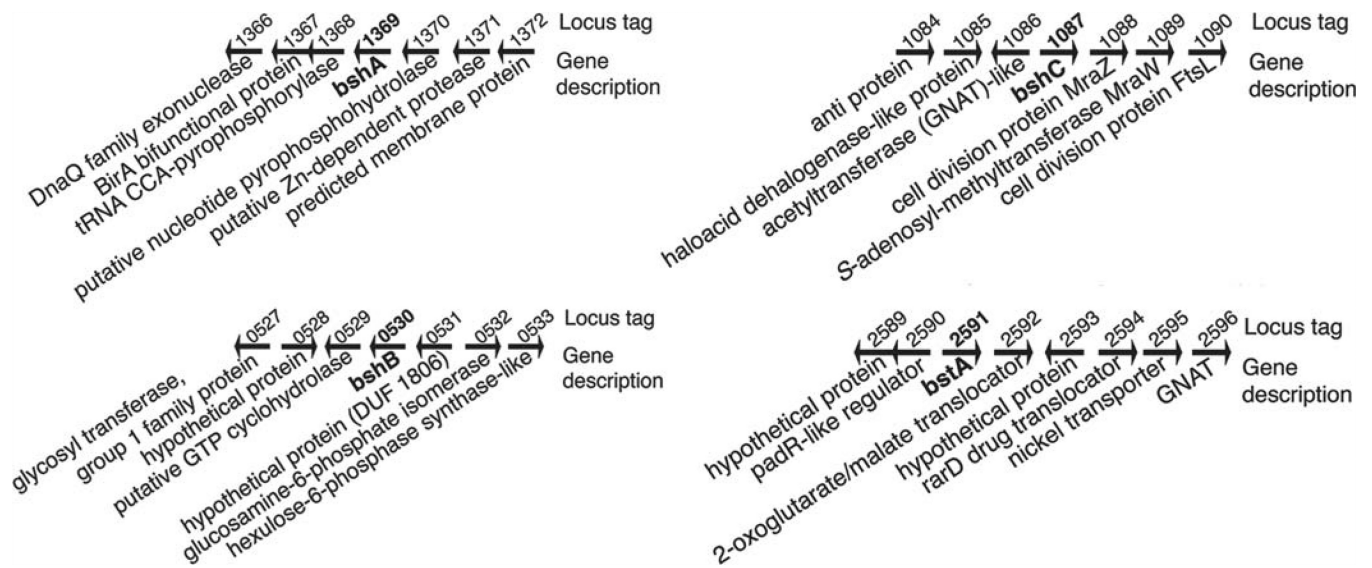 1366
1367
1368
1369
1370
1371
1372
Locus tag
Gene
description
DnaQ family exonuclease
BirA bifunctional protein
tRNA CCA-pyrophosphorylase
bshA
putative nucleotide pyrophosphohydrolase
putative Zn-dependent protease
predicted membrane protein
1084
1085
1086
1087
1088
1089
1090
Locus tag
Gene
description
anti protein
haloacid dehalogenase-like protein
acetyltransferase (GNAT)-like
bshC
cell division protein MraZ
S-adenosyl-methyltransferase MraW
cell division protein FtsL
0527
0528
0529
0530
0531
0532
0533
Locus tag
Gene
description
glycosyl transferase,
group 1 family protein
hypothetical protein
putative GTP cyclohydrolase
bshB
hypothetical protein (DUF 1806)
glucosamine-6-phosphate isomerase
hexulose-6-phosphase synthase-like
2589
2590
2591
2592
2593
2594
2595
2596
Locus tag
Gene
description
hypothetical protein
padR-like regulator
bstA
2-oxoglutarate/malate translocator
hypothetical protein
rarD drug translocator
nickel transporter
GNAT